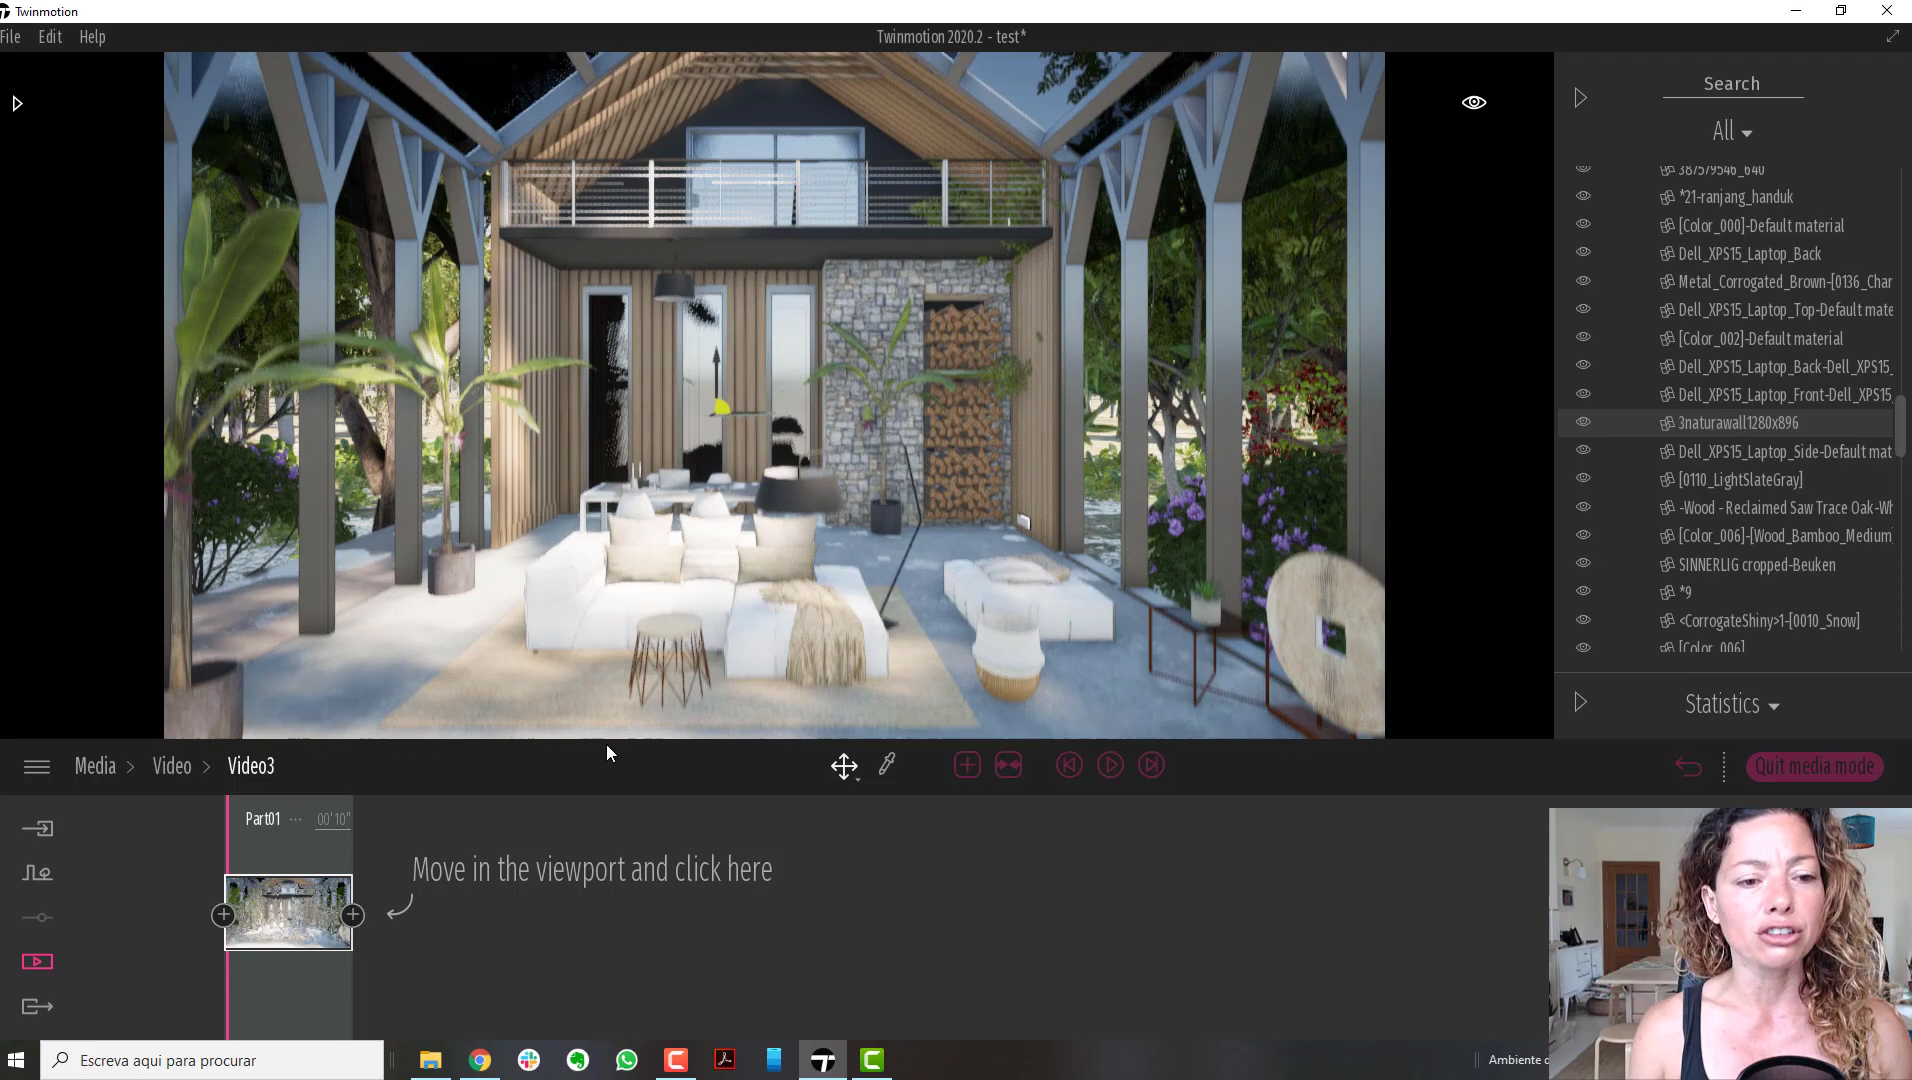 Twinmotion
File Edit Help
Twinmotion 2020.2 - test*
Search
All
387579546_640
*21-ranjang_handuk
[Color_000]-Default material
Dell_XPS15_Laptop_Back
Metal_Corrogated_Brown-[0136_Char
Dell_XPS15_Laptop_Top-Default mate
[Color_002]-Default material
Dell_XPS15_Laptop_Back-Dell_XPS15_
Dell_XPS15_Laptop_Front-Dell_XPS15_
3naturawall1280x896
Dell_XPS15_Laptop_Side-Default mat
[0110_LightSlateGray]
-Wood - Reclaimed Saw Trace Oak-Wh
[Color_006]-[Wood_Bamboo_Medium]
SINNERLIG cropped-Beuken
*9
<CorrogateShiny>1-[0010_Snow]
[Color_006]
Statistics
Media > Video > Video3
Quit media mode
Part01 ... 00'10"
Move in the viewport and click here
Escreva aqui para procurar
Ambiente d